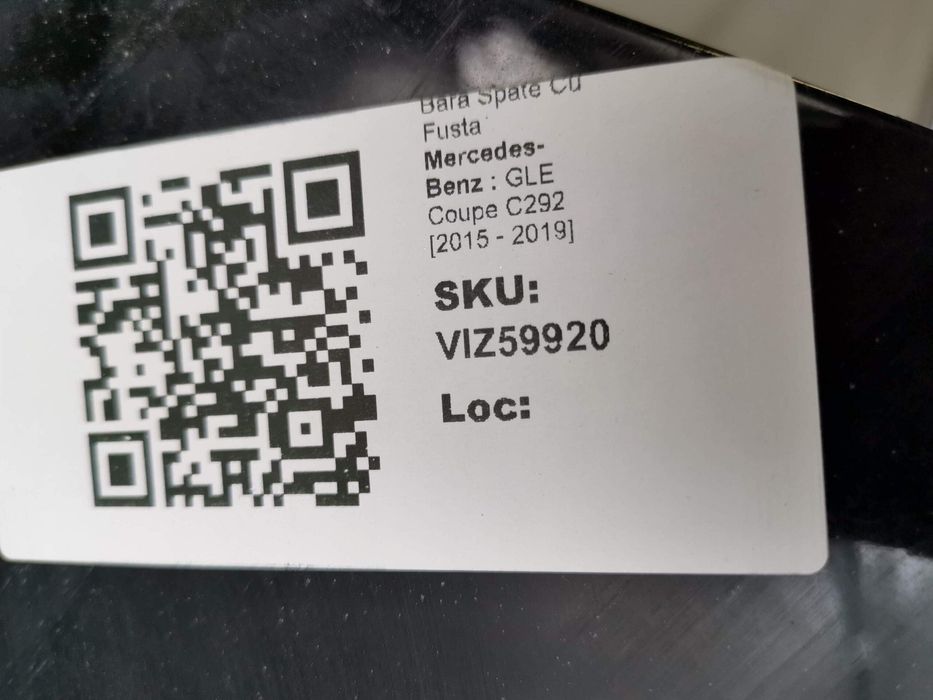 Bara Spate Cu
Fusta
Mercedes-
Benz : GLE
Coupe C292
[2015 - 2019]
SKU:
VIZ59920
Loc: